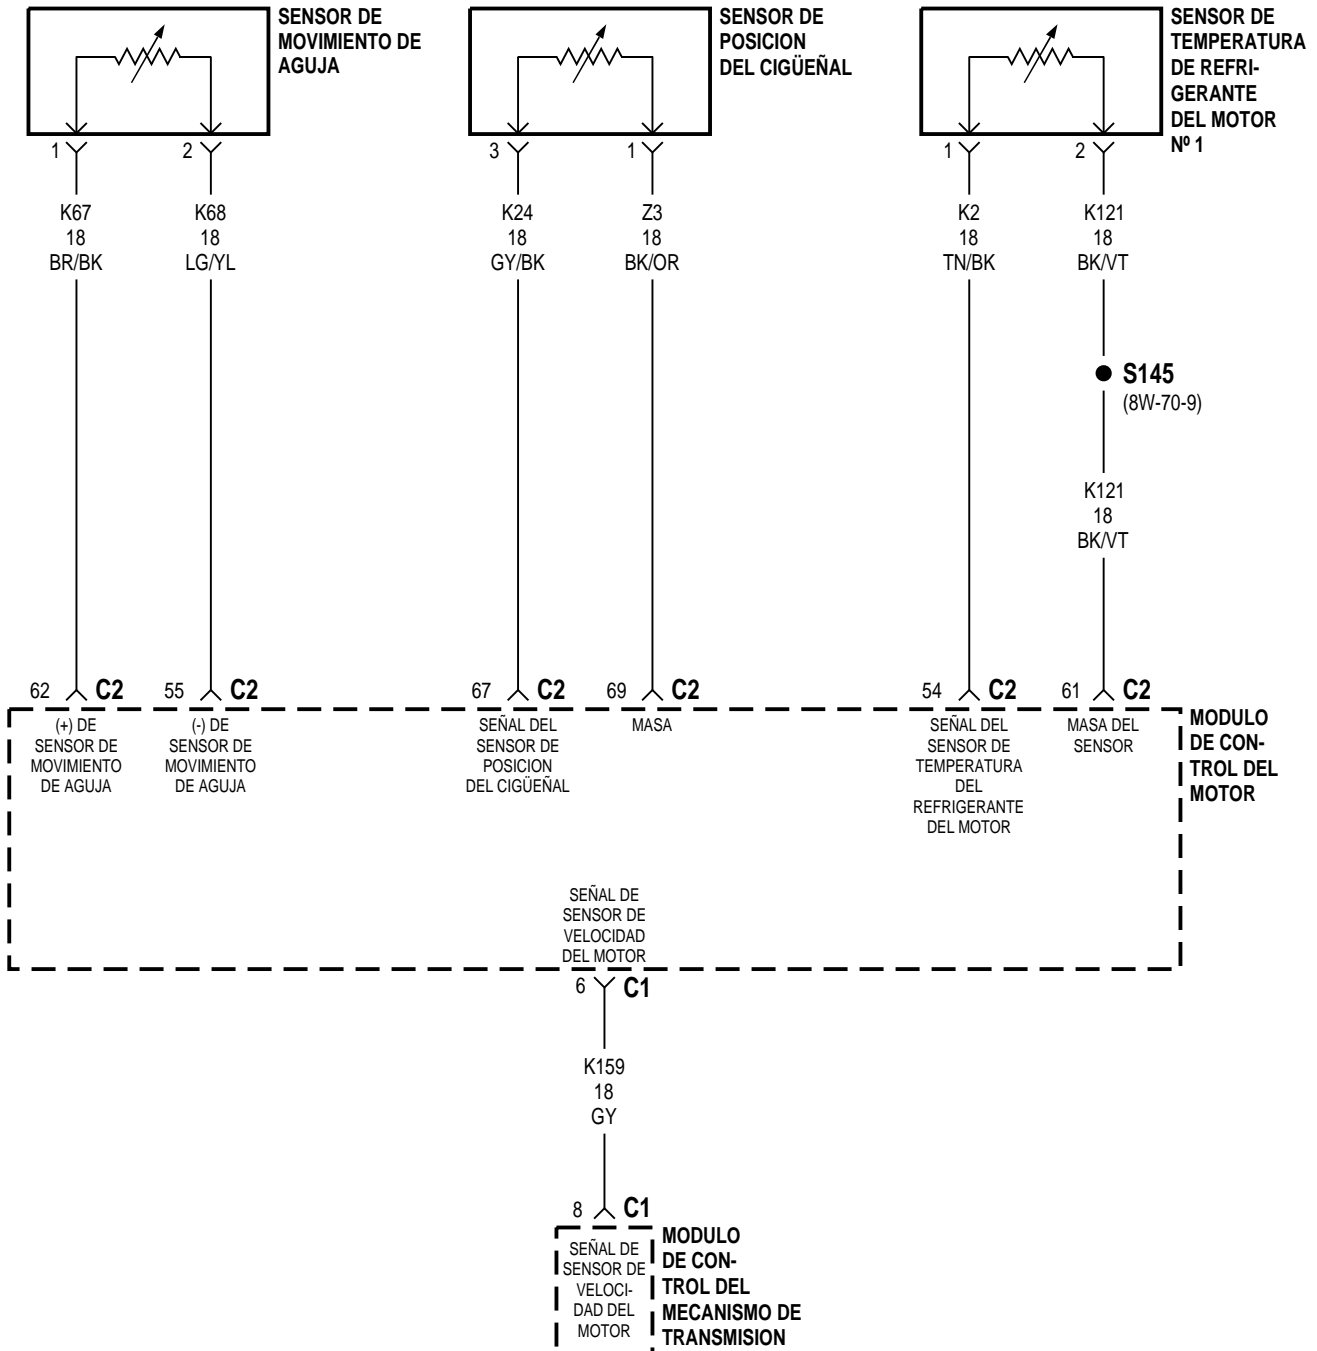 SENSOR DE
MOVIMIENTO DE
AGUJA
SENSOR DE
POSICION
DEL CIGÜEÑAL
SENSOR DE
TEMPERATURA
DE REFRI-
GERANTE
DEL MOTOR
Nº 1
1
2
3
1
1
2
K67
18
BR/BK
K68
18
LG/YL
K24
18
GY/BK
Z3
18
BK/OR
K2
18
TN/BK
K121
18
BK/VT
S145
(8W-70-9)
K121
18
BK/VT
62 C2
55 C2
67 C2
69 C2
54 C2
61 C2
(+) DE
SENSOR DE
MOVIMIENTO
DE AGUJA
(-) DE
SENSOR DE
MOVIMIENTO
DE AGUJA
SEÑAL DEL
SENSOR DE
POSICION
DEL CIGÜEÑAL
MASA
SEÑAL DEL
SENSOR DE
TEMPERATURA
DEL
REFRIGERANTE
DEL MOTOR
MASA DEL
SENSOR
MODULO
DE CON-
TROL DEL
MOTOR
SEÑAL DE
SENSOR DE
VELOCIDAD
DEL MOTOR
6 C1
K159
18
GY
8 C1
SEÑAL DE
SENSOR DE
VELOCI-
DAD DEL
MOTOR
MODULO
DE CON-
TROL DEL
MECANISMO DE
TRANSMISION